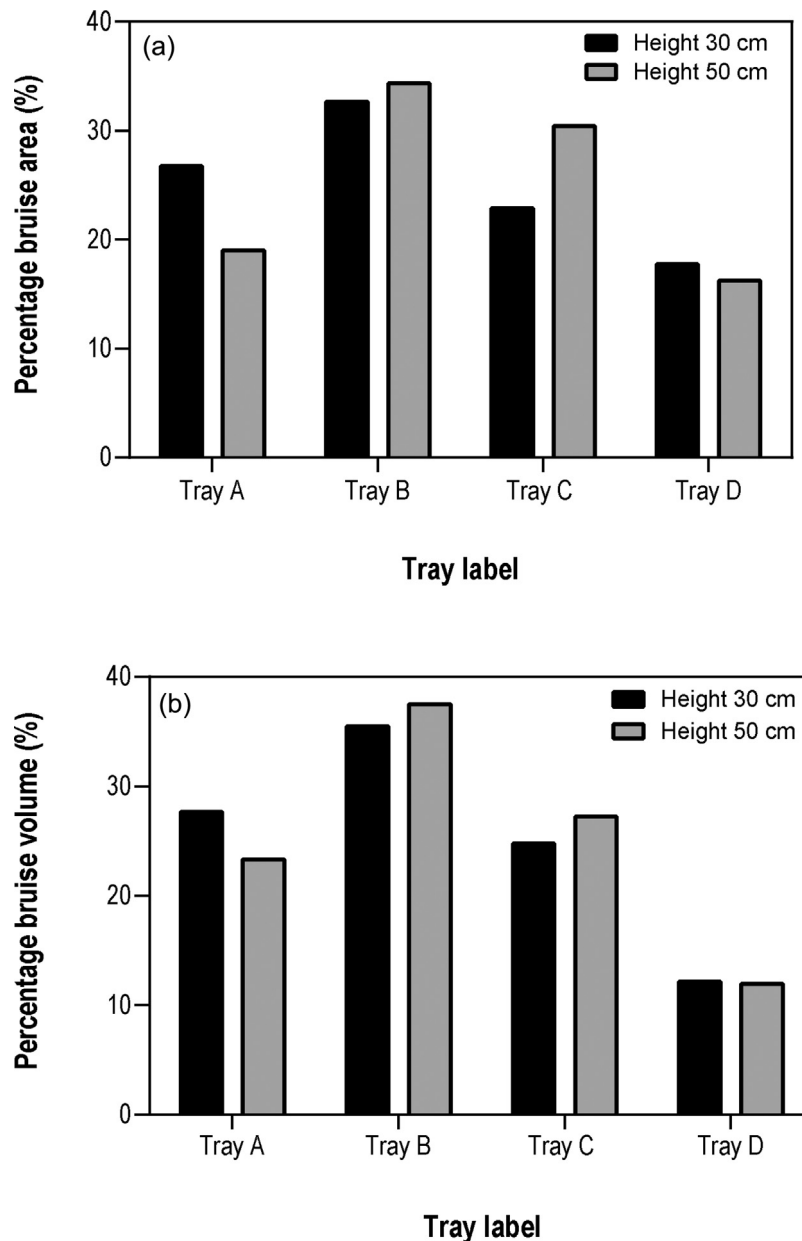 (a)
Height 30 cm
Height 50 cm
Percentage bruise area (%)
40
30
20
10
0
Tray A Tray B Tray C Tray D
Tray label
(b)
Height 30 cm
Height 50 cm
Percentage bruise volume (%)
40
30
20
10
0
Tray A Tray B Tray C Tray D
Tray label